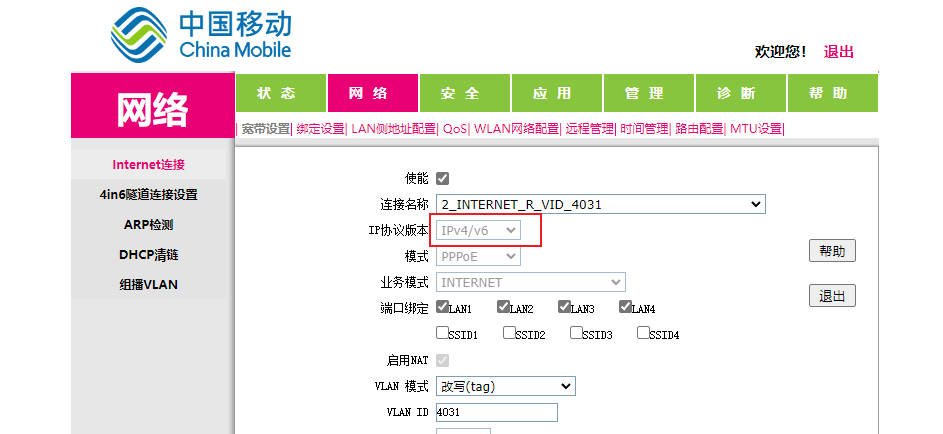 中国移动
China Mobile
欢迎您！ 退出
网络
状态 网络 安全 应用 管理 诊断 帮助
| 宽带设置| 绑定设置| LAN侧地址配置| QoS| WLAN网络配置| 远程管理| 时间管理| 路由配置| MTU设置|
Internet连接
4in6隧道连接设置
ARP检测
DHCP清链
组播VLAN
使能
连接名称 2_INTERNET_R_VID_4031
IP协议版本 IPv4/v6
模式 PPPoE
业务模式 INTERNET
端口绑定 LAN1 LAN2 LAN3 LAN4
SSID1 SSID2 SSID3 SSID4
启用NAT
VLAN 模式 改写(tag)
VLAN ID 4031
帮助
退出